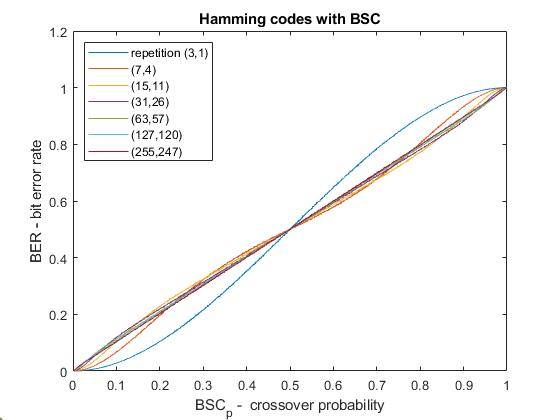 Hamming codes with BSC
1.2
1
0.8
0.6
0.4
0.2
0
BER - bit error rate
repetition (3,1)
(7,4)
(15,11)
(31,26)
(63,57)
(127,120)
(255,247)
0 0.1 0.2 0.3 0.4 0.5 0.6 0.7 0.8 0.9 1
BSCp - crossover probability